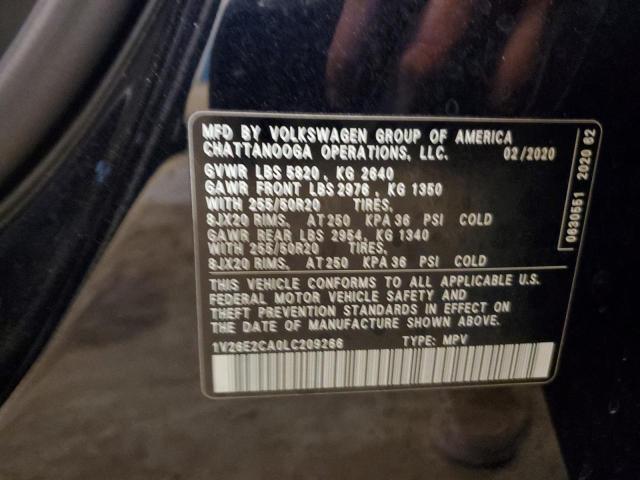 MFD BY VOLKSWAGEN GROUP OF AMERICA
CHATTANOOGA OPERATIONS, LLC. 02/2020
GVWR LBS 5820 , KG 2640
GAWR FRONT LBS 2976 , KG 1350
WITH 255/50R20 TIRES,
8JX20 RIMS, AT 250 KPA 36 PSI COLD
GAWR REAR LBS 2954, KG 1340
WITH 255/50R20 TIRES,
8JX20 RIMS, AT 250 KPA 36 PSI COLD
THIS VEHICLE CONFORMS TO ALL APPLICABLE U.S.
FEDERAL MOTOR VEHICLE SAFETY AND
THEFT PREVENTION STANDARDS IN EFFECT ON
THE DATE OF MANUFACTURE SHOWN ABOVE.
1V26E2CA0LC209266 TYPE: MPV
0630551 2020 62